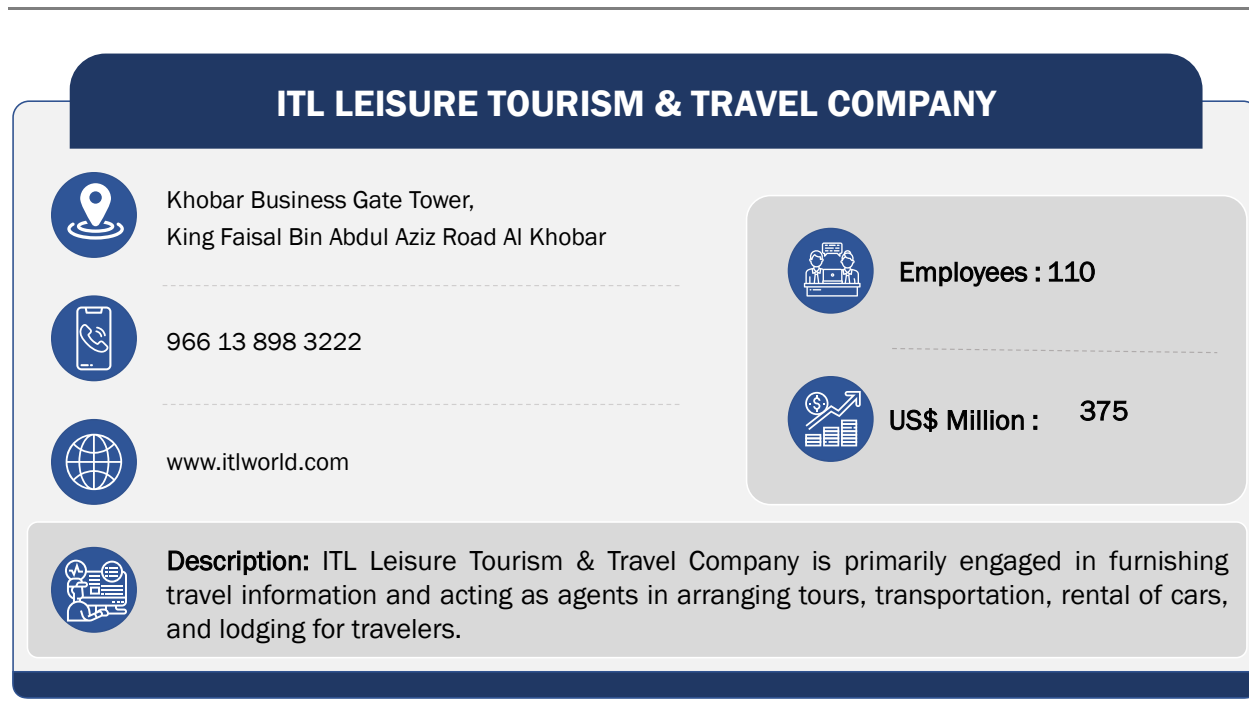 ITL LEISURE TOURISM & TRAVEL COMPANY
Khobar Business Gate Tower,
King Faisal Bin Abdul Aziz Road Al Khobar
966 13 898 3222
www.itlworld.com
Employees : 110
US$ Million : 375
Description: ITL Leisure Tourism & Travel Company is primarily engaged in furnishing
travel information and acting as agents in arranging tours, transportation, rental of cars,
and lodging for travelers.